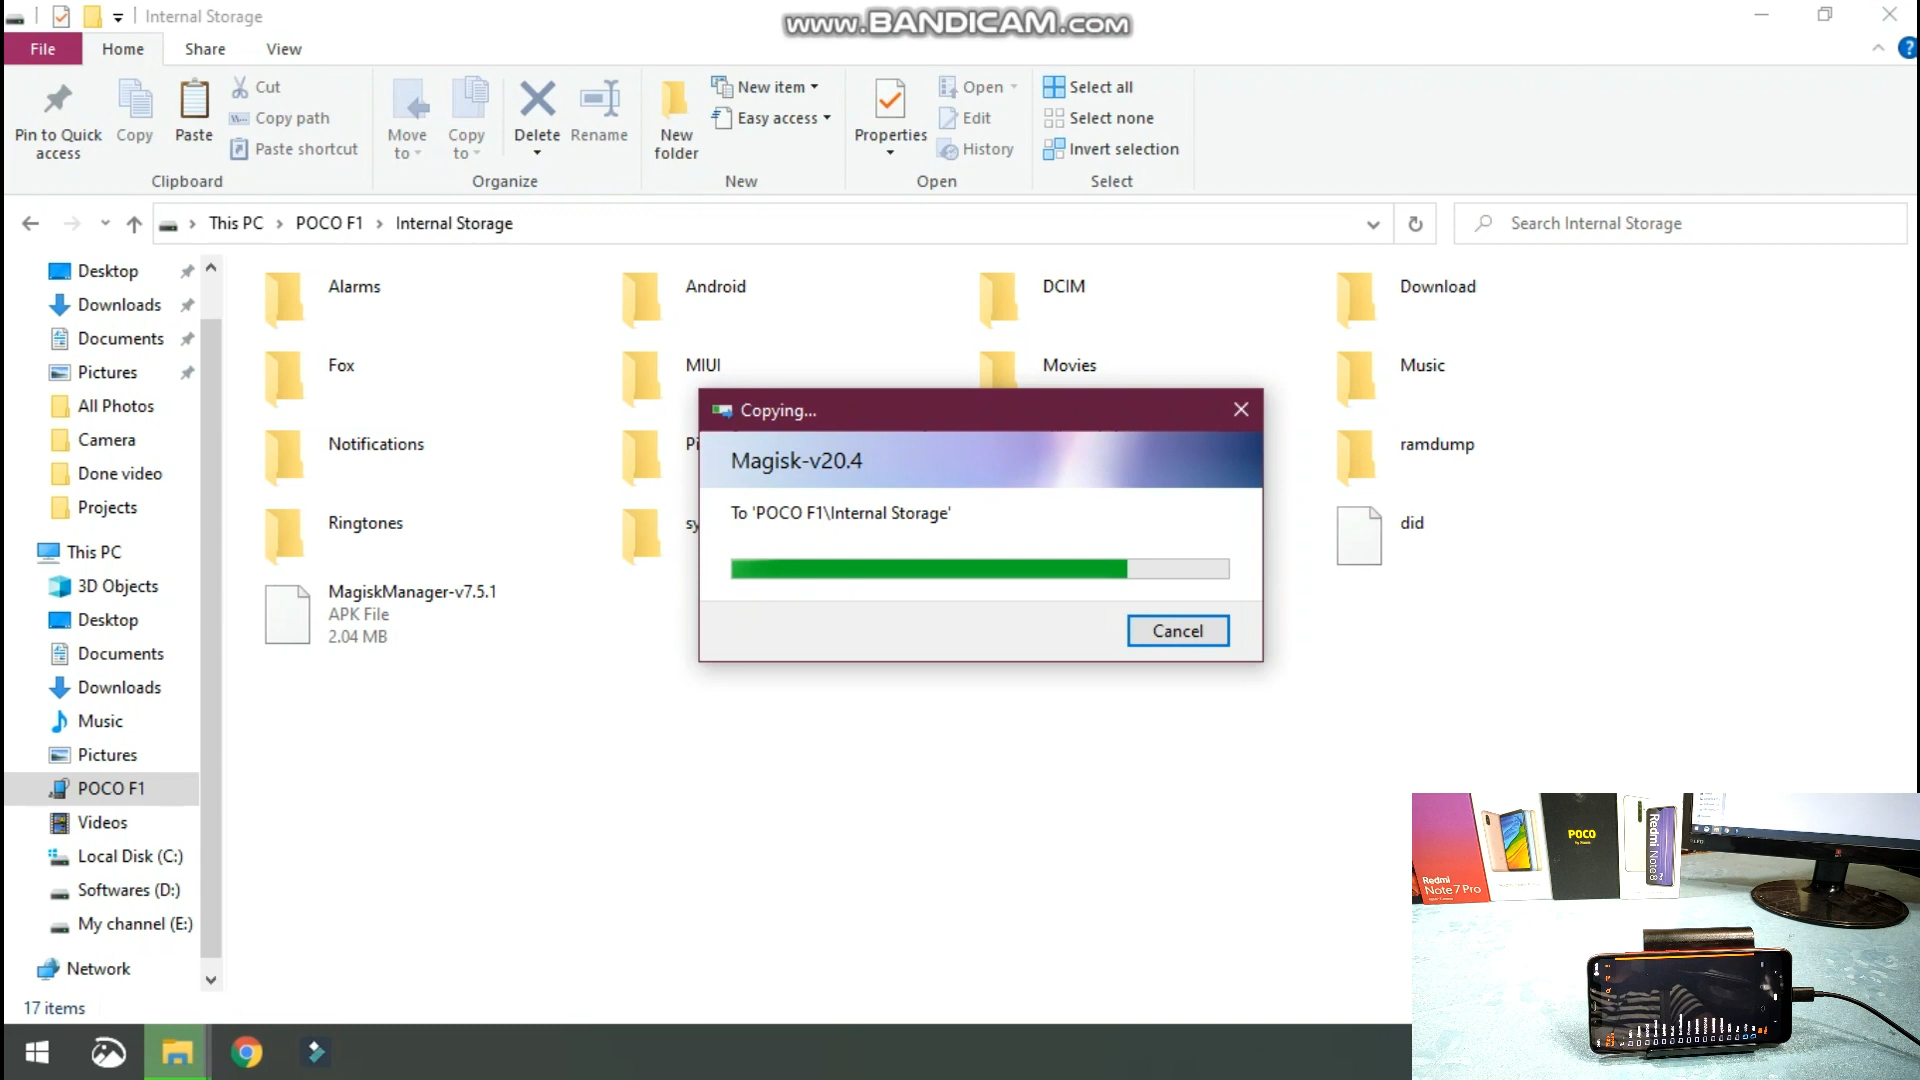 Internal Storage
www.BANDICAM.com
File
Home
Share
View
Pin to Quick access
Copy
Paste
Cut
Copy path
Paste shortcut
Move to
Copy to
Delete
Rename
New folder
New item
Easy access
Properties
Open
Edit
History
Select all
Select none
Invert selection
Clipboard
Organize
New
Open
Select
This PC
POCO F1
Internal Storage
Search Internal Storage
Desktop
Downloads
Documents
Pictures
All Photos
Camera
Done video
Projects
This PC
3D Objects
Desktop
Documents
Downloads
Music
Pictures
POCO F1
Videos
Local Disk (C:)
Softwares (D:)
My channel (E:)
Network
Alarms
Android
DCIM
Download
Fox
MIUI
Movies
Music
Notifications
Pi
ramdump
Ringtones
sy
did
MagiskManager-v7.5.1
APK File
2.04 MB
Copying...
Magisk-v20.4
To 'POCO F1\Internal Storage'
Cancel
17 items
Redmi
Note 7 Pro
POCO
Redmi Note 8